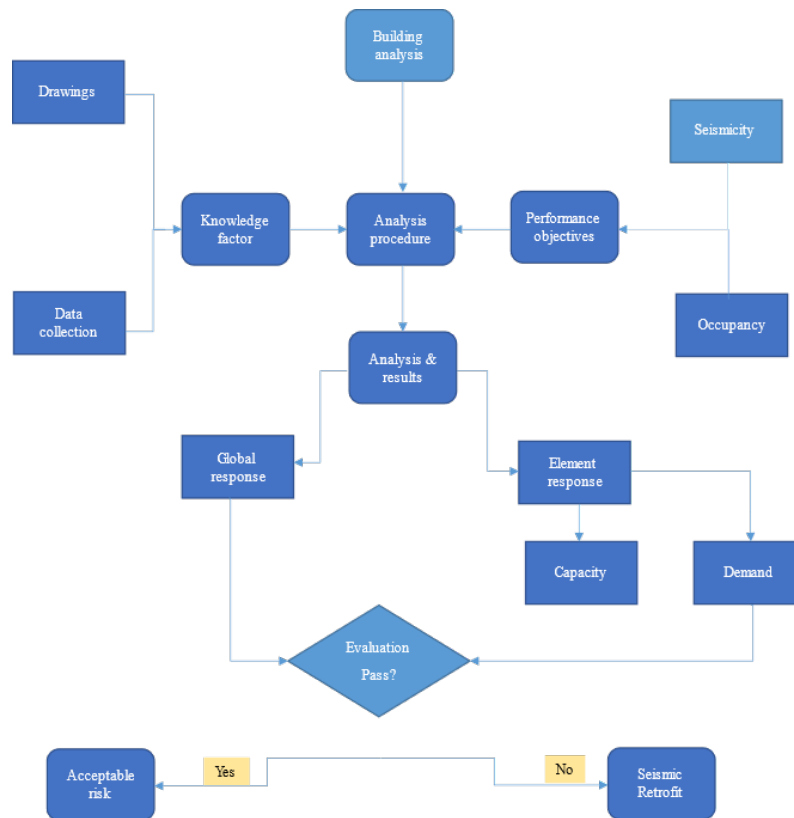 Building
analysis
Drawings
Seismicity
Knowledge
factor
Analysis
procedure
Performance
objectives
Data
collection
Occupancy
Analysis &
results
Global
response
Element
response
Capacity
Demand
Evaluation
Pass?
Acceptable
risk
Yes
No
Seismic
Retrofit